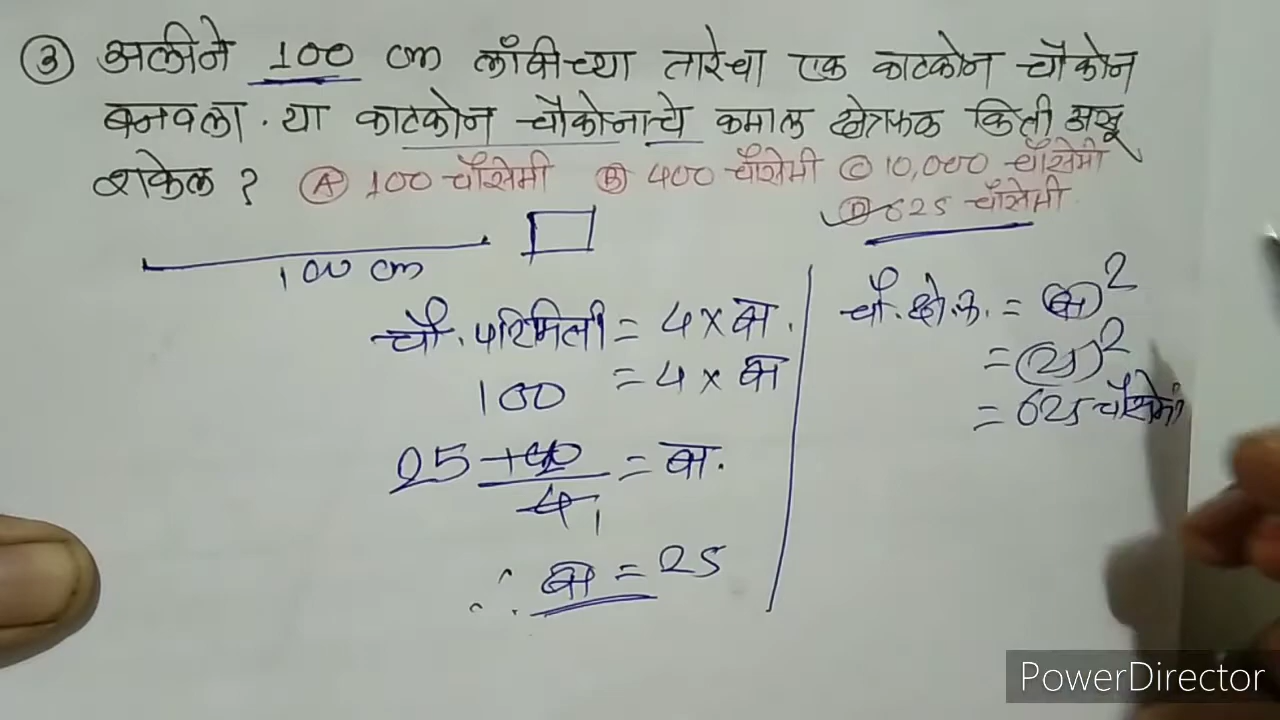 ③ अलीने 100 cm लांबीच्या तारेचा एक काटकोन चौकोन
बनवला. या काटकोन चौकोनाचे कमाल क्षेत्रफळ किती असू
शकेल ? Ⓐ 100 चौसेमी Ⓑ 400 चौसेमी Ⓒ 10,000 चौसेमी
Ⓓ 625 चौसेमी
100 cm
चौ. परिमिती = 4 × बा.
100 = 4 × बा
25 100/4 1 = बा.
∴ बा = 25
चौ. क्षे. फ. = (बा)²
= (25)²
= 625 चौसेमी
PowerDirector